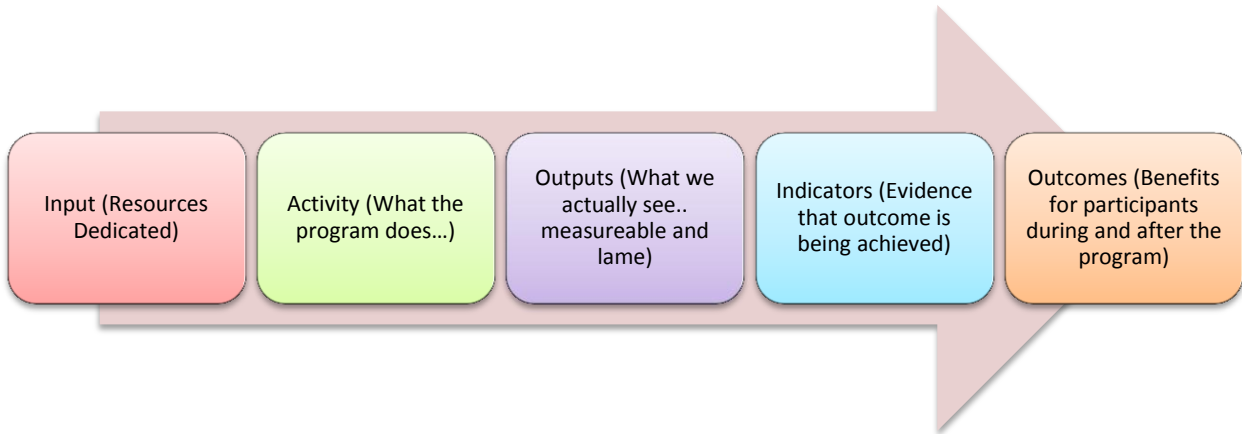 Input (Resources
Dedicated)
Activity (What the
program does...)
Outputs (What we
actually see..
measureable and
lame)
Indicators (Evidence
that outcome is
being achieved)
Outcomes (Benefits
for participants
during and after the
program)